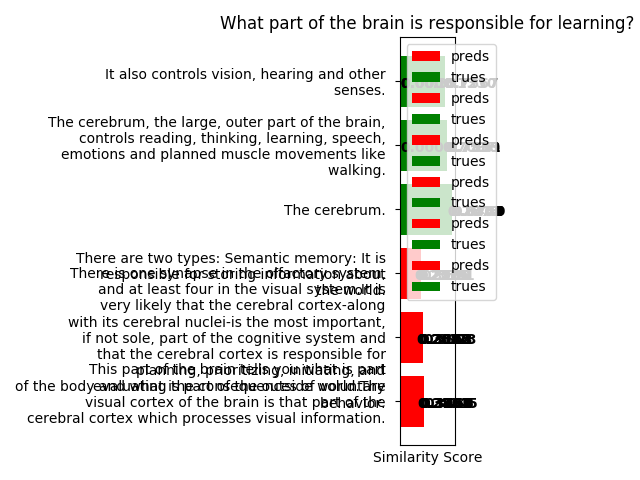 What part of the brain is responsible for learning?
It also controls vision, hearing and other
senses.
The cerebrum, the large, outer part of the brain,
controls reading, thinking, learning, speech,
emotions and planned muscle movements like
walking.
The cerebrum.
There are two types: Semantic memory: It is
responsible for storing information about
the world.
There is one synapse in the olfactory system,
and at least four in the visual system.It is
very likely that the cerebral cortex-along
with its cerebral nuclei-is the most important,
if not sole, part of the cognitive system and
that the cerebral cortex is responsible for
planning, prioritizing, initiating, and
evaluating the consequences of voluntary
behavior.
This part of the brain tells you what is part
of the body and what is part of the outside world.The
visual cortex of the brain is that part of the
cerebral cortex which processes visual information.
preds
trues
preds
trues
preds
trues
preds
trues
preds
trues
preds
trues
Similarity Score